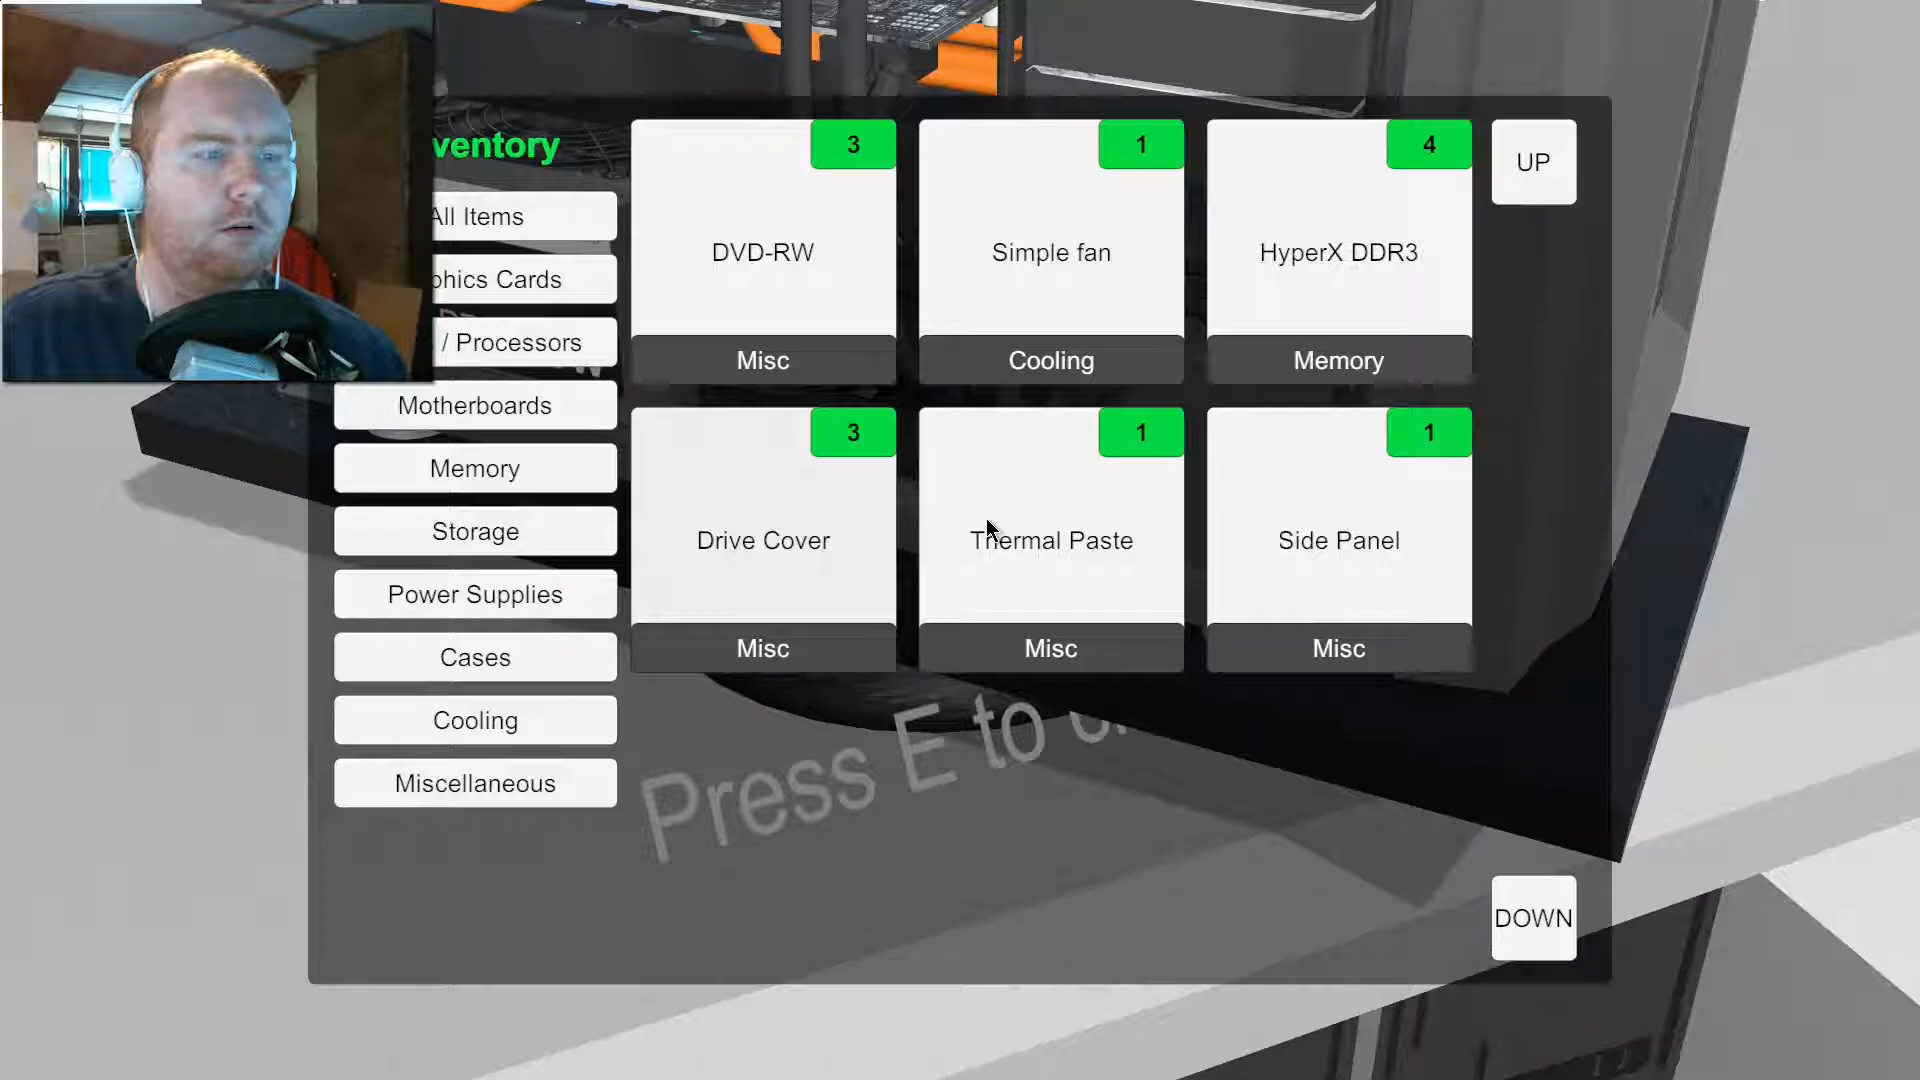 ventory
All Items
phics Cards
/ Processors
Motherboards
Memory
Storage
Power Supplies
Cases
Cooling
Miscellaneous
3
DVD-RW
Misc
1
Simple fan
Cooling
4
HyperX DDR3
Memory
3
Drive Cover
Misc
1
Thermal Paste
Misc
1
Side Panel
Misc
UP
DOWN
Press E to